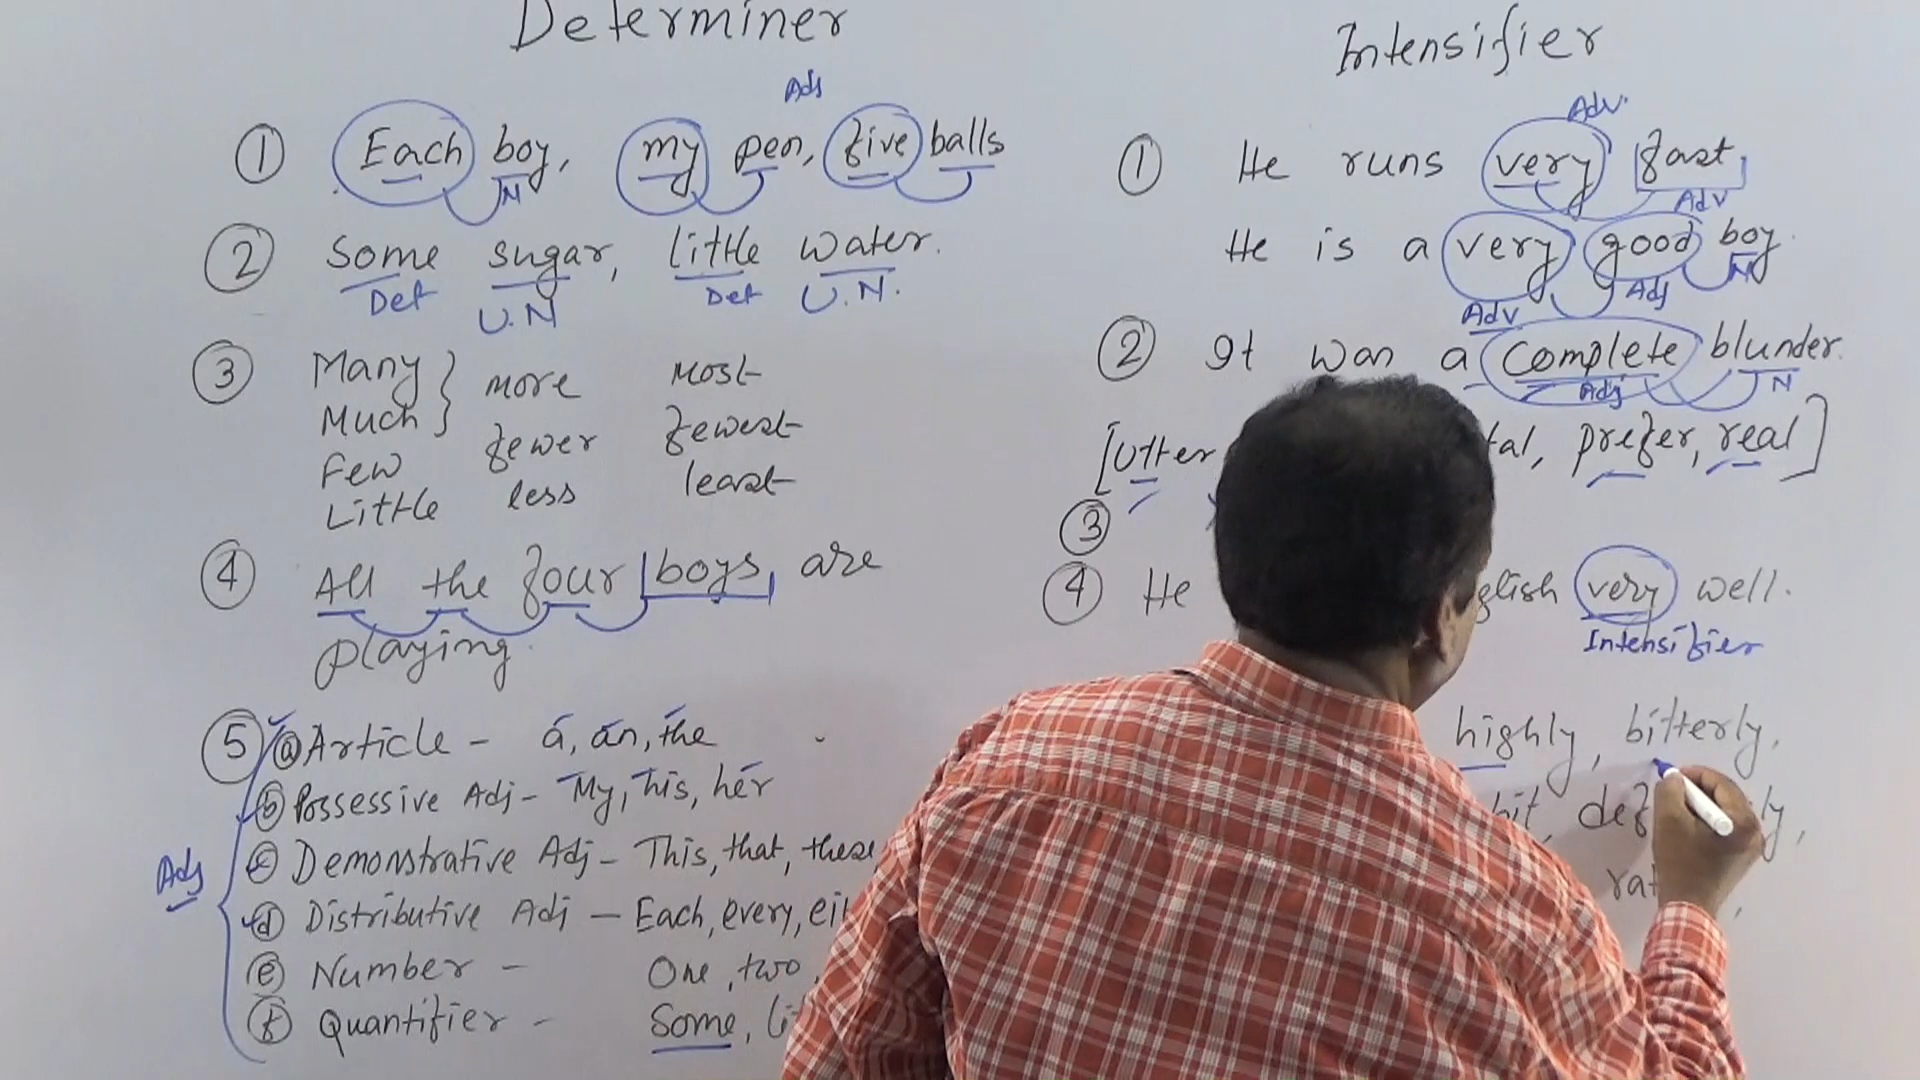 Determiner
Adj
① Each boy, my pen, five balls
N
② Some sugar, little water.
Det U.N Det U.N.
③ Many } more most
Much
Few fewer fewest
Little less least
④ All the four boys are
playing.
⑤ ⓐ Article - a, an, the
ⓑ Possessive Adj - My, his, her
ⓒ Demonstrative Adj - This, that, these
Adj
ⓓ Distributive Adj - Each, every,
ⓔ Number - One, two,
ⓕ Quantifier - Some,
Intensifier
Adv.
① He runs very fast
Adv
He is a very good boy.
Adv Adj N
② It was a complete blunder.
Adj N
[Utter prefer, real]
③
④ He very well.
Intensifier
highly, bitterly,
bit,